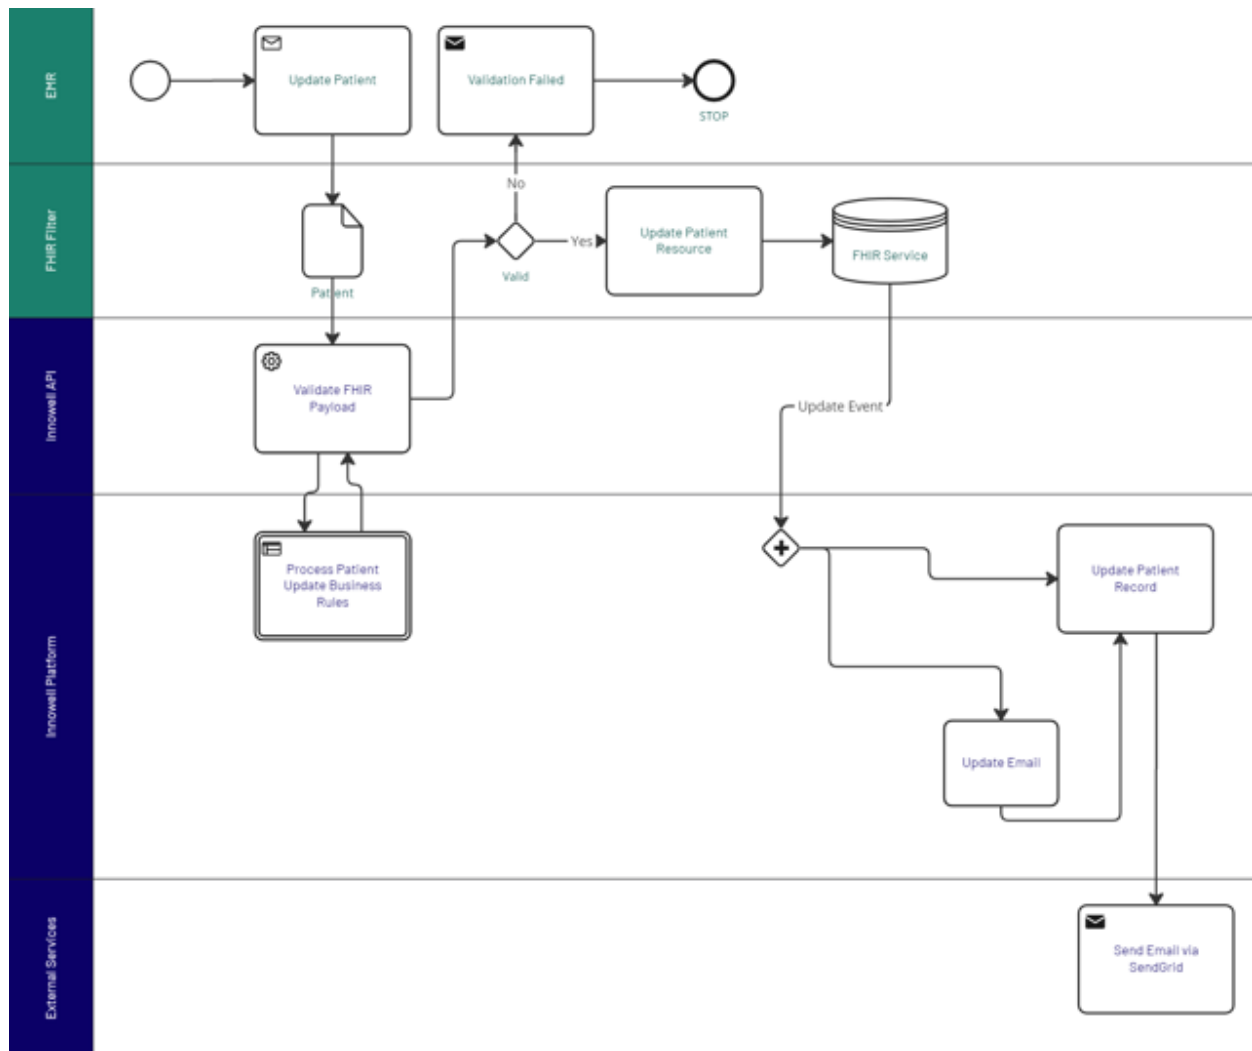 EMR
Update Patient
Validation Failed
STOP
FHIR Filter
No
Patient
Valid
Yes
Update Patient
Resource
FHIR Service
Innowell API
Validate FHIR
Payload
Update Event
Innowell Platform
Process Patient
Update Business
Rules
Update Patient
Record
Update Email
External Services
Send Email via
SendGrid